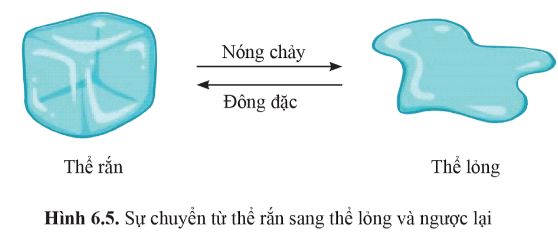 Nóng chảy
Đông đặc
Thể rắn
Thể lỏng
Hình 6.5. Sự chuyển từ thể rắn sang thể lỏng và ngược lại